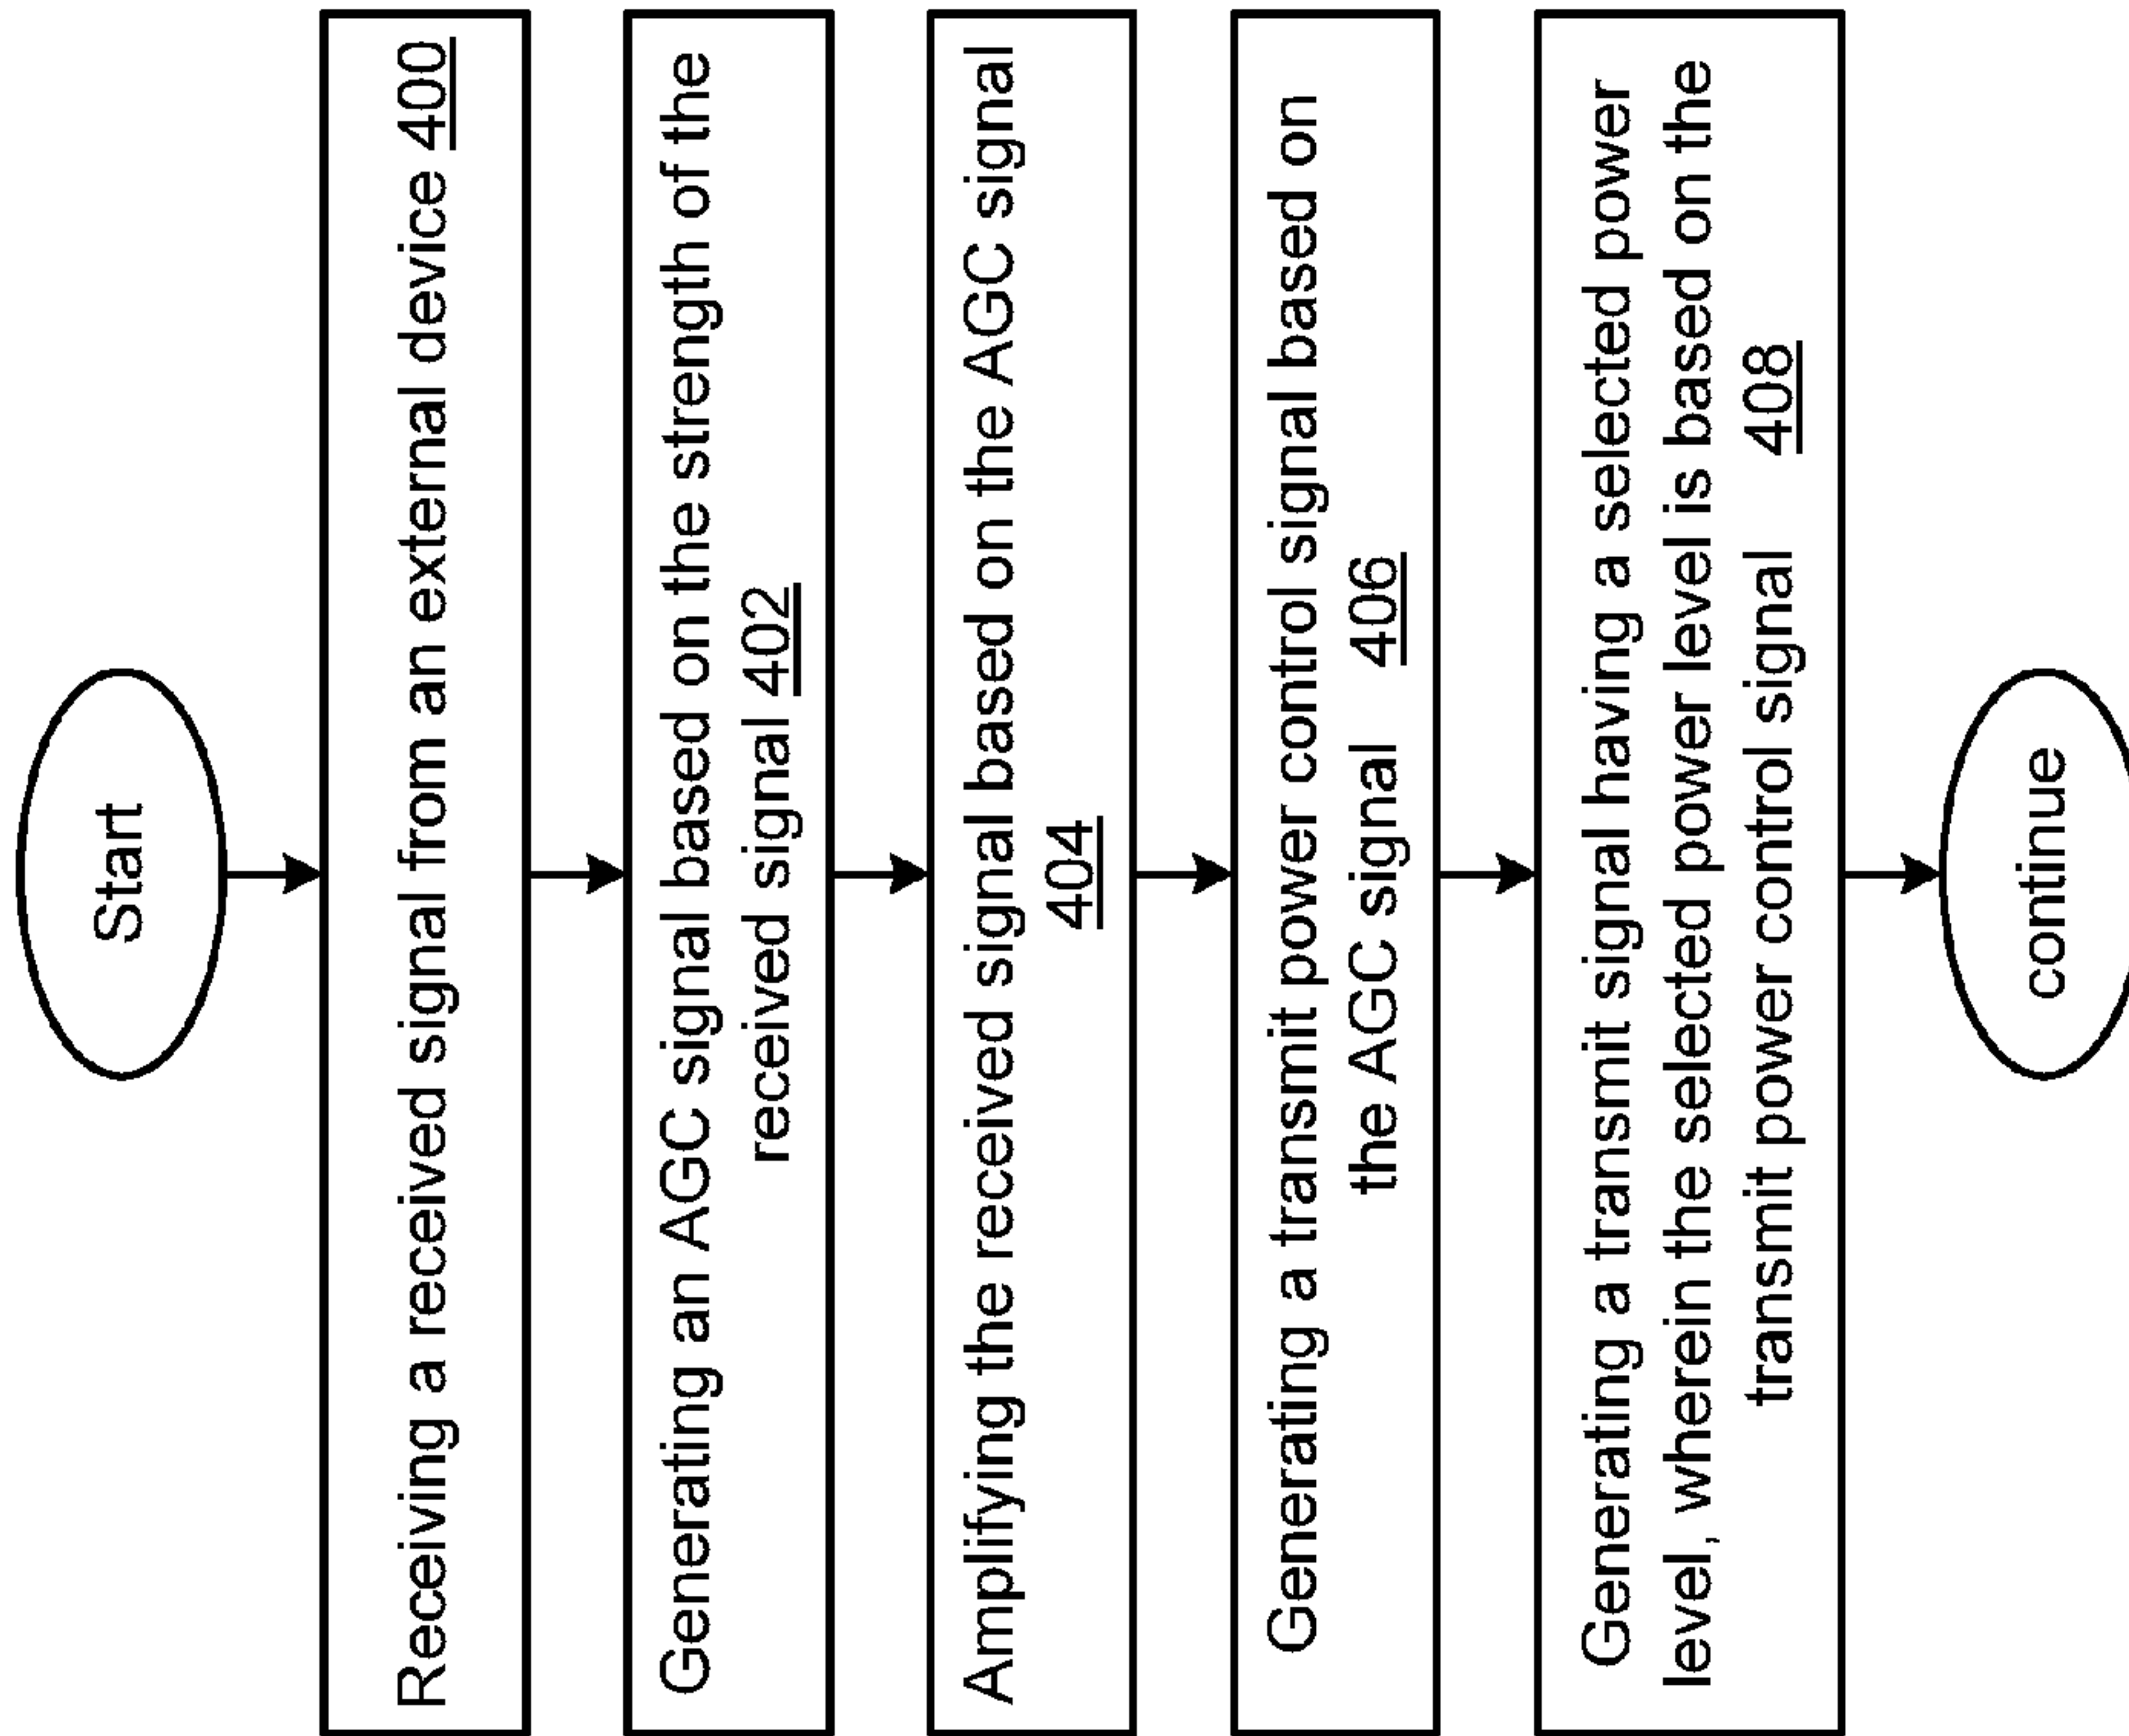 Start
Receiving a received signal from an external device 400
Generating an AGC signal based on the strength of the
received signal 402
Amplifying the received signal based on the AGC signal
404
Generating a transmit power control signal based on
the AGC signal 406
Generating a transmit signal having a selected power
level, wherein the selected power level is based on the
transmit power control signal 408
continue